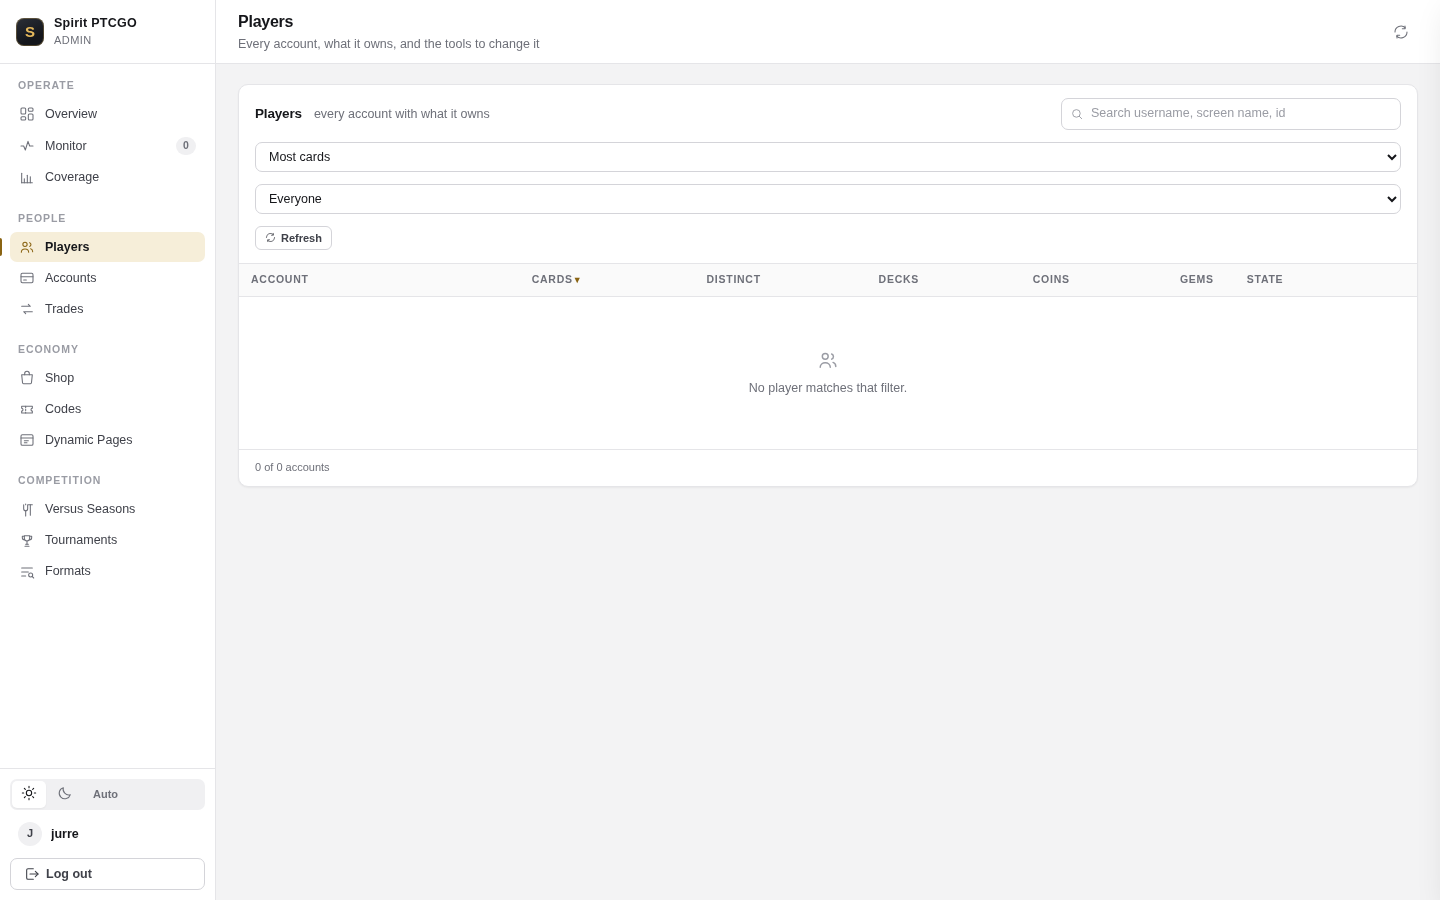 S
Spirit PTCGO
ADMIN
OPERATE
Overview
Monitor
0
Coverage
PEOPLE
Players
Accounts
Trades
ECONOMY
Shop
Codes
Dynamic Pages
COMPETITION
Versus Seasons
Tournaments
Formats
Auto
J
jurre
Log out
Players
Every account, what it owns, and the tools to change it
Players every account with what it owns
Search username, screen name, id
Most cards
Everyone
Refresh
ACCOUNT CARDS▼ DISTINCT DECKS COINS GEMS STATE
No player matches that filter.
0 of 0 accounts